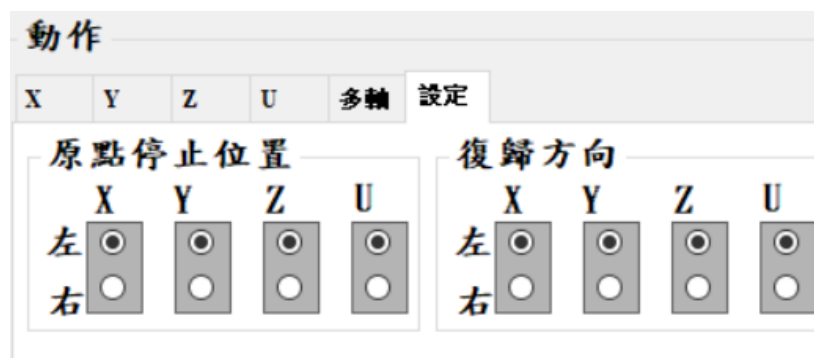 動作
X Y Z U 多軸 設定
原點停止位置 復歸方向
X Y Z U X Y Z U
左 左
右 右